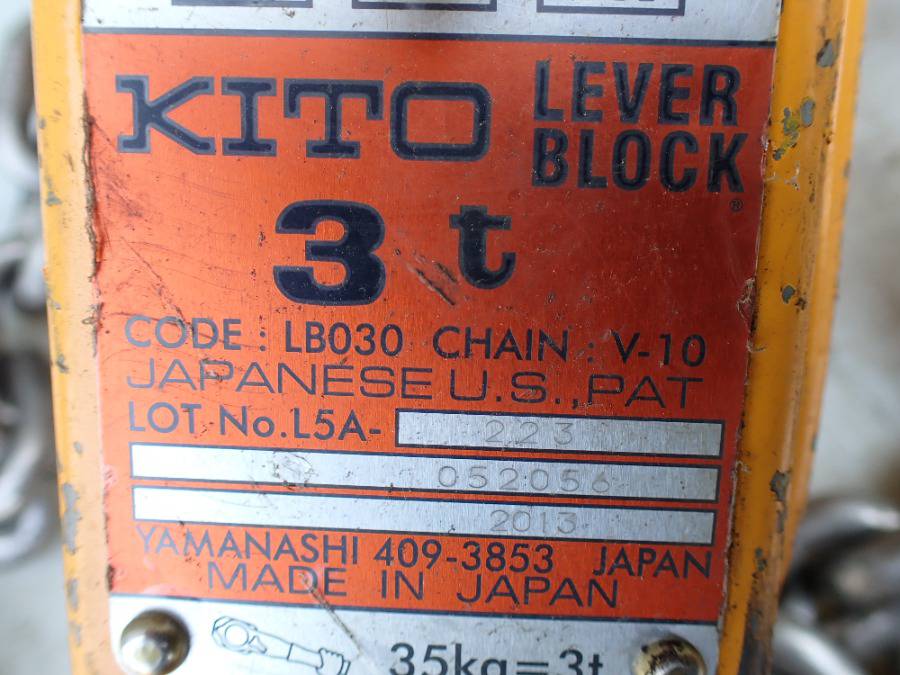 KITO LEVER BLOCK®
3 t
CODE : LB030 CHAIN : V-10
JAPANESE U.S.,PAT
LOT No.L5A- 223
052056
2013
YAMANASHI 409-3853 JAPAN
MADE IN JAPAN
35kg=3t